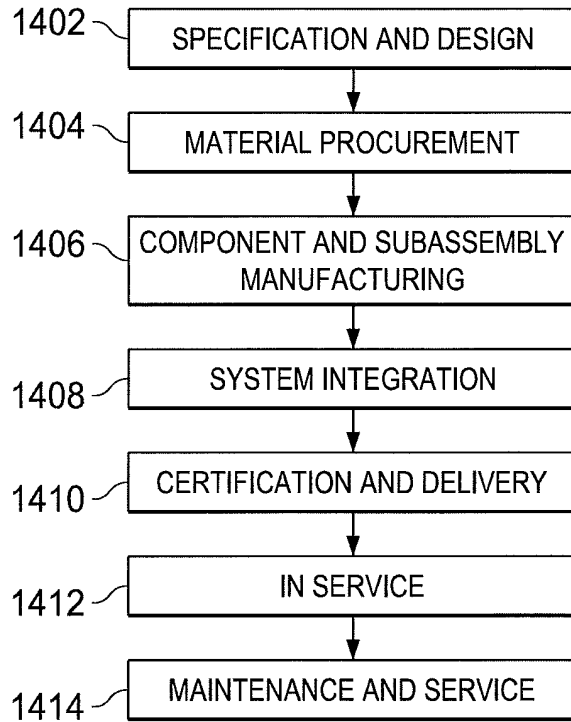 1402
SPECIFICATION AND DESIGN
1404
MATERIAL PROCUREMENT
1406
COMPONENT AND SUBASSEMBLY
MANUFACTURING
1408
SYSTEM INTEGRATION
1410
CERTIFICATION AND DELIVERY
1412
IN SERVICE
1414
MAINTENANCE AND SERVICE